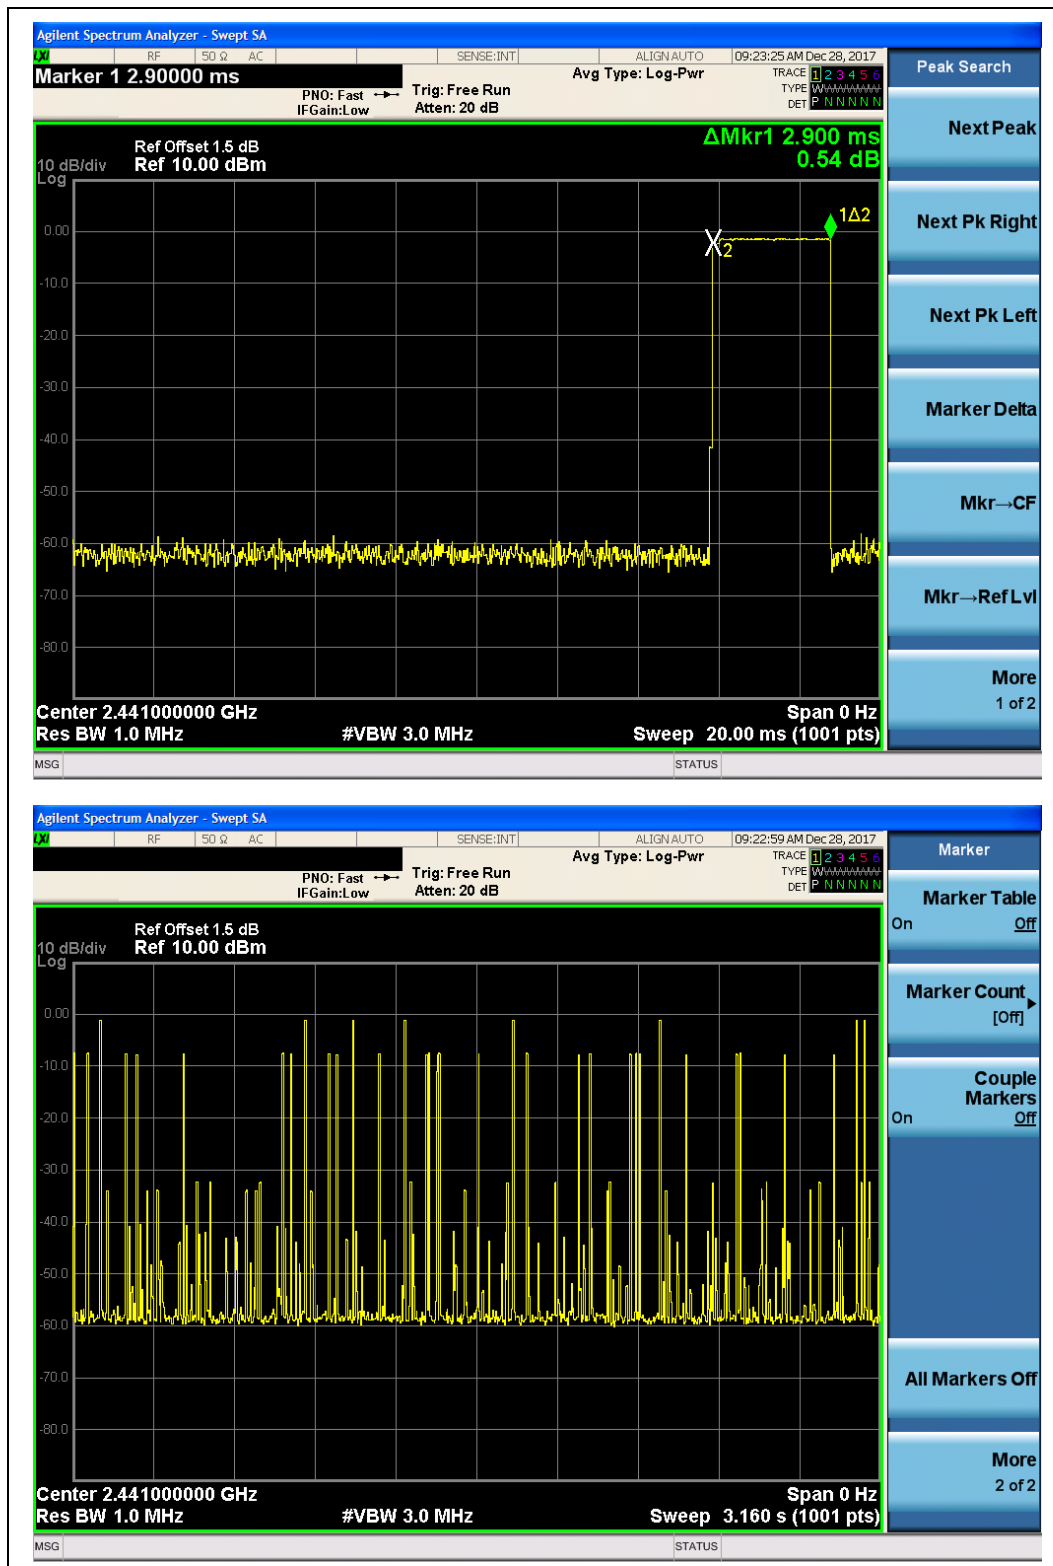 Agilent Spectrum Analyzer - Swept SA
LXI RF 50 Ω AC SENSE:INT ALIGN AUTO 09:23:25 AM Dec 28, 2017
Marker 1 2.90000 ms
PNO: Fast
IFGain:Low
Trig: Free Run
Atten: 20 dB
Avg Type: Log-Pwr
TRACE 1 2 3 4 5 6
TYPE
DET P N N N N N
ΔMkr1 2.900 ms
0.54 dB
Ref Offset 1.5 dB
10 dB/div Ref 10.00 dBm
Log
0.00
1Δ2
X2
-10.0
-20.0
-30.0
-40.0
-50.0
-60.0
-70.0
-80.0
Center 2.441000000 GHz Span 0 Hz
Res BW 1.0 MHz #VBW 3.0 MHz Sweep 20.00 ms (1001 pts)
MSG STATUS
Peak Search
Next Peak
Next Pk Right
Next Pk Left
Marker Delta
Mkr→CF
Mkr→Ref Lvl
More
1 of 2
Agilent Spectrum Analyzer - Swept SA
LXI RF 50 Ω AC SENSE:INT ALIGN AUTO 09:22:59 AM Dec 28, 2017
PNO: Fast
IFGain:Low
Trig: Free Run
Atten: 20 dB
Avg Type: Log-Pwr
TRACE 1 2 3 4 5 6
TYPE
DET P N N N N N
Ref Offset 1.5 dB
10 dB/div Ref 10.00 dBm
Log
0.00
-10.0
-20.0
-30.0
-40.0
-50.0
-60.0
-70.0
-80.0
Center 2.441000000 GHz Span 0 Hz
Res BW 1.0 MHz #VBW 3.0 MHz Sweep 3.160 s (1001 pts)
MSG STATUS
Marker
Marker Table
On Off
Marker Count
[Off]
Couple
Markers
On Off
All Markers Off
More
2 of 2